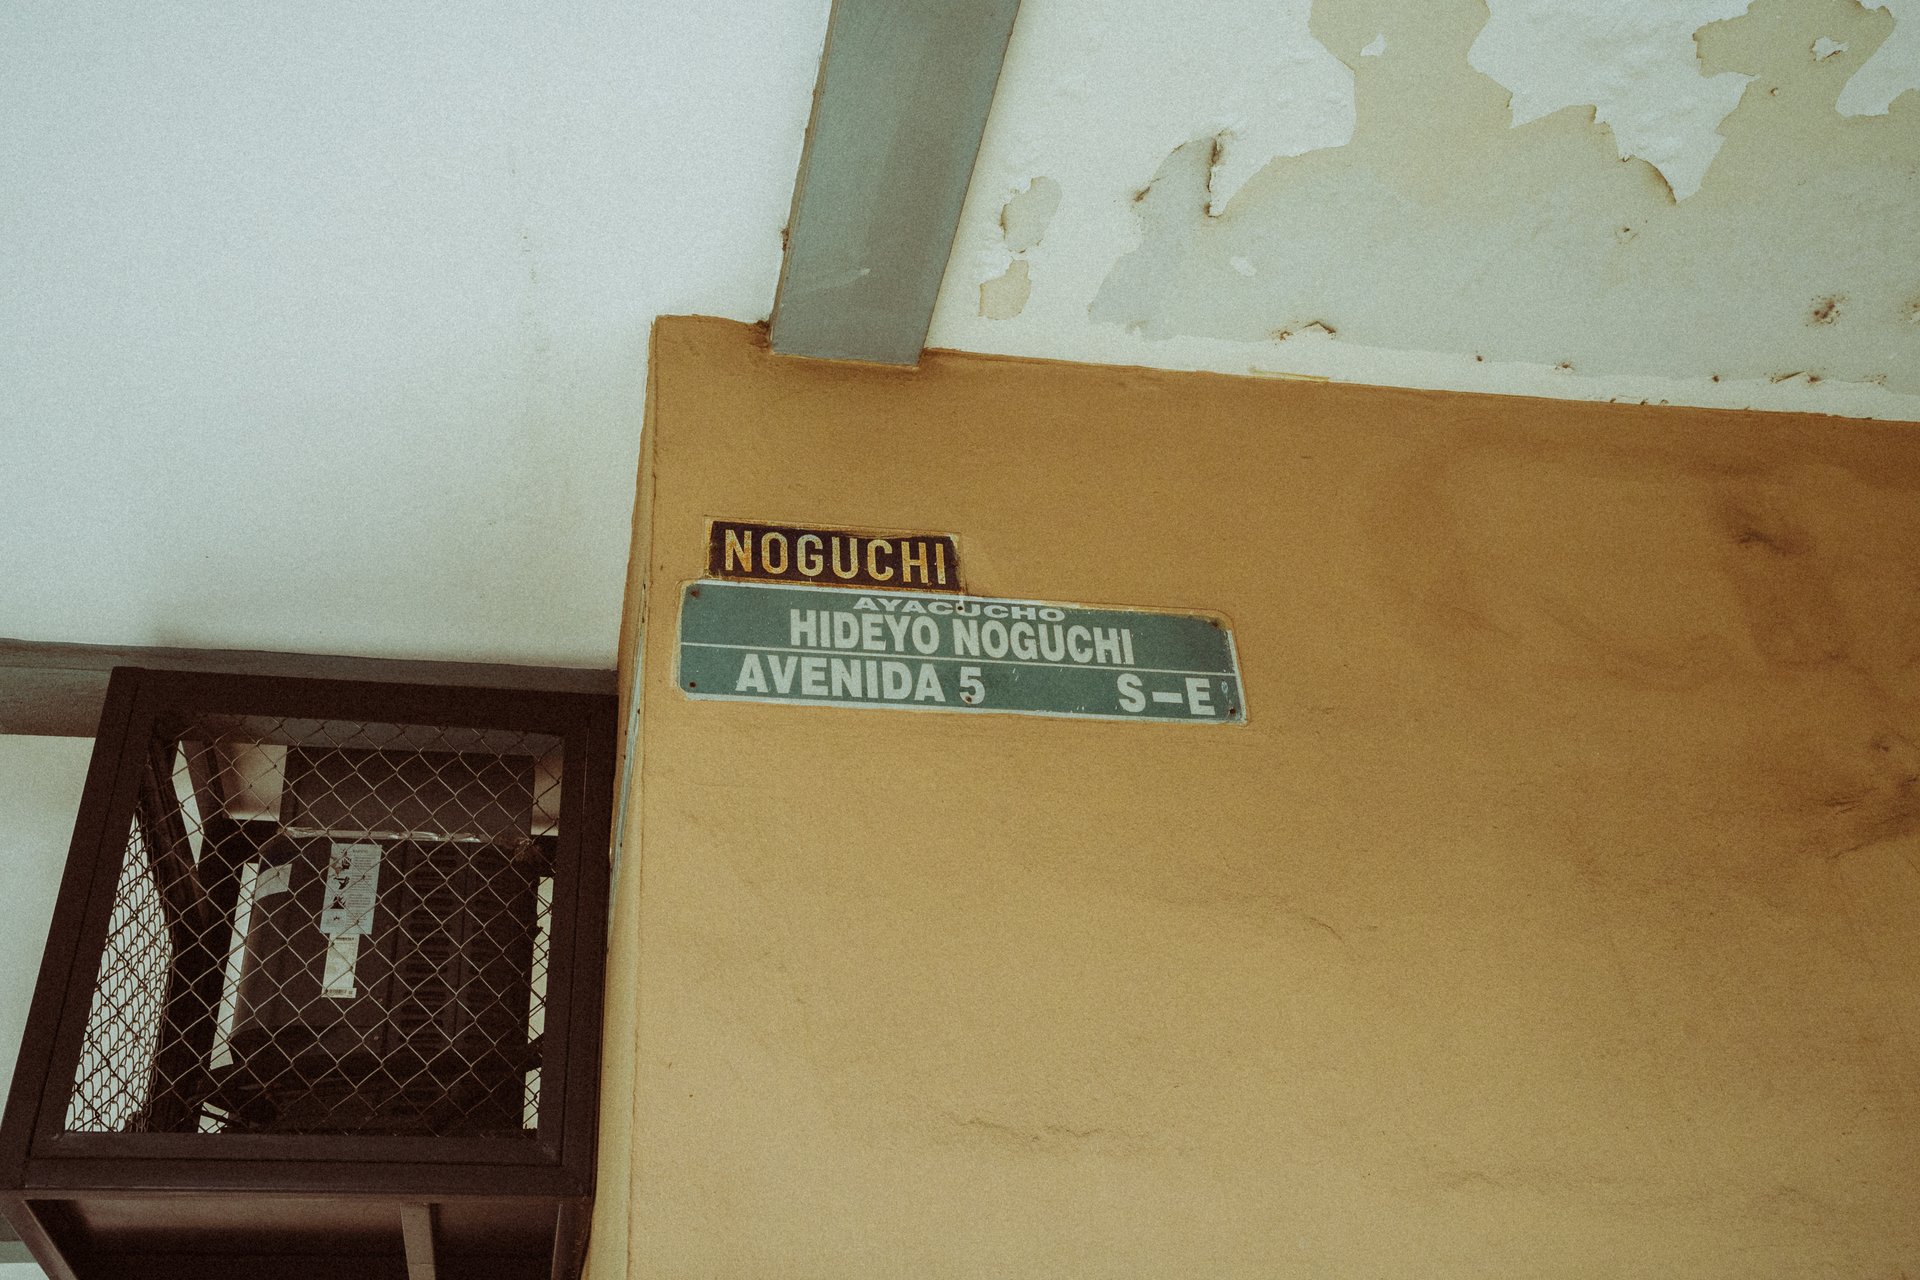 NOGUCHI
AYACUCHO
HIDEYO NOGUCHI
AVENIDA 5 S-E